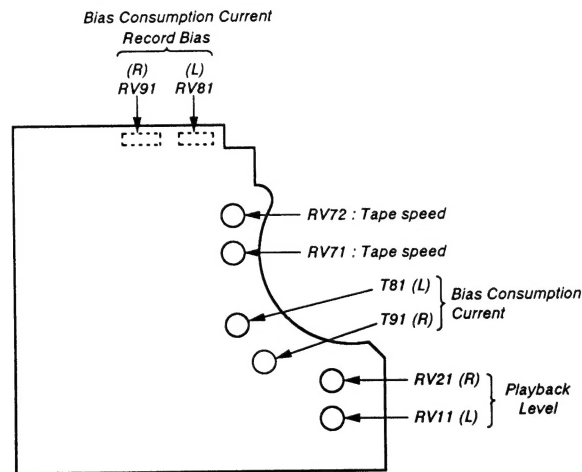 Bias Consumption Current
Record Bias
(R) (L)
RV91 RV81
RV72 : Tape speed
RV71 : Tape speed
T81 (L)
T91 (R)
Bias Consumption
Current
RV21 (R)
RV11 (L)
Playback
Level